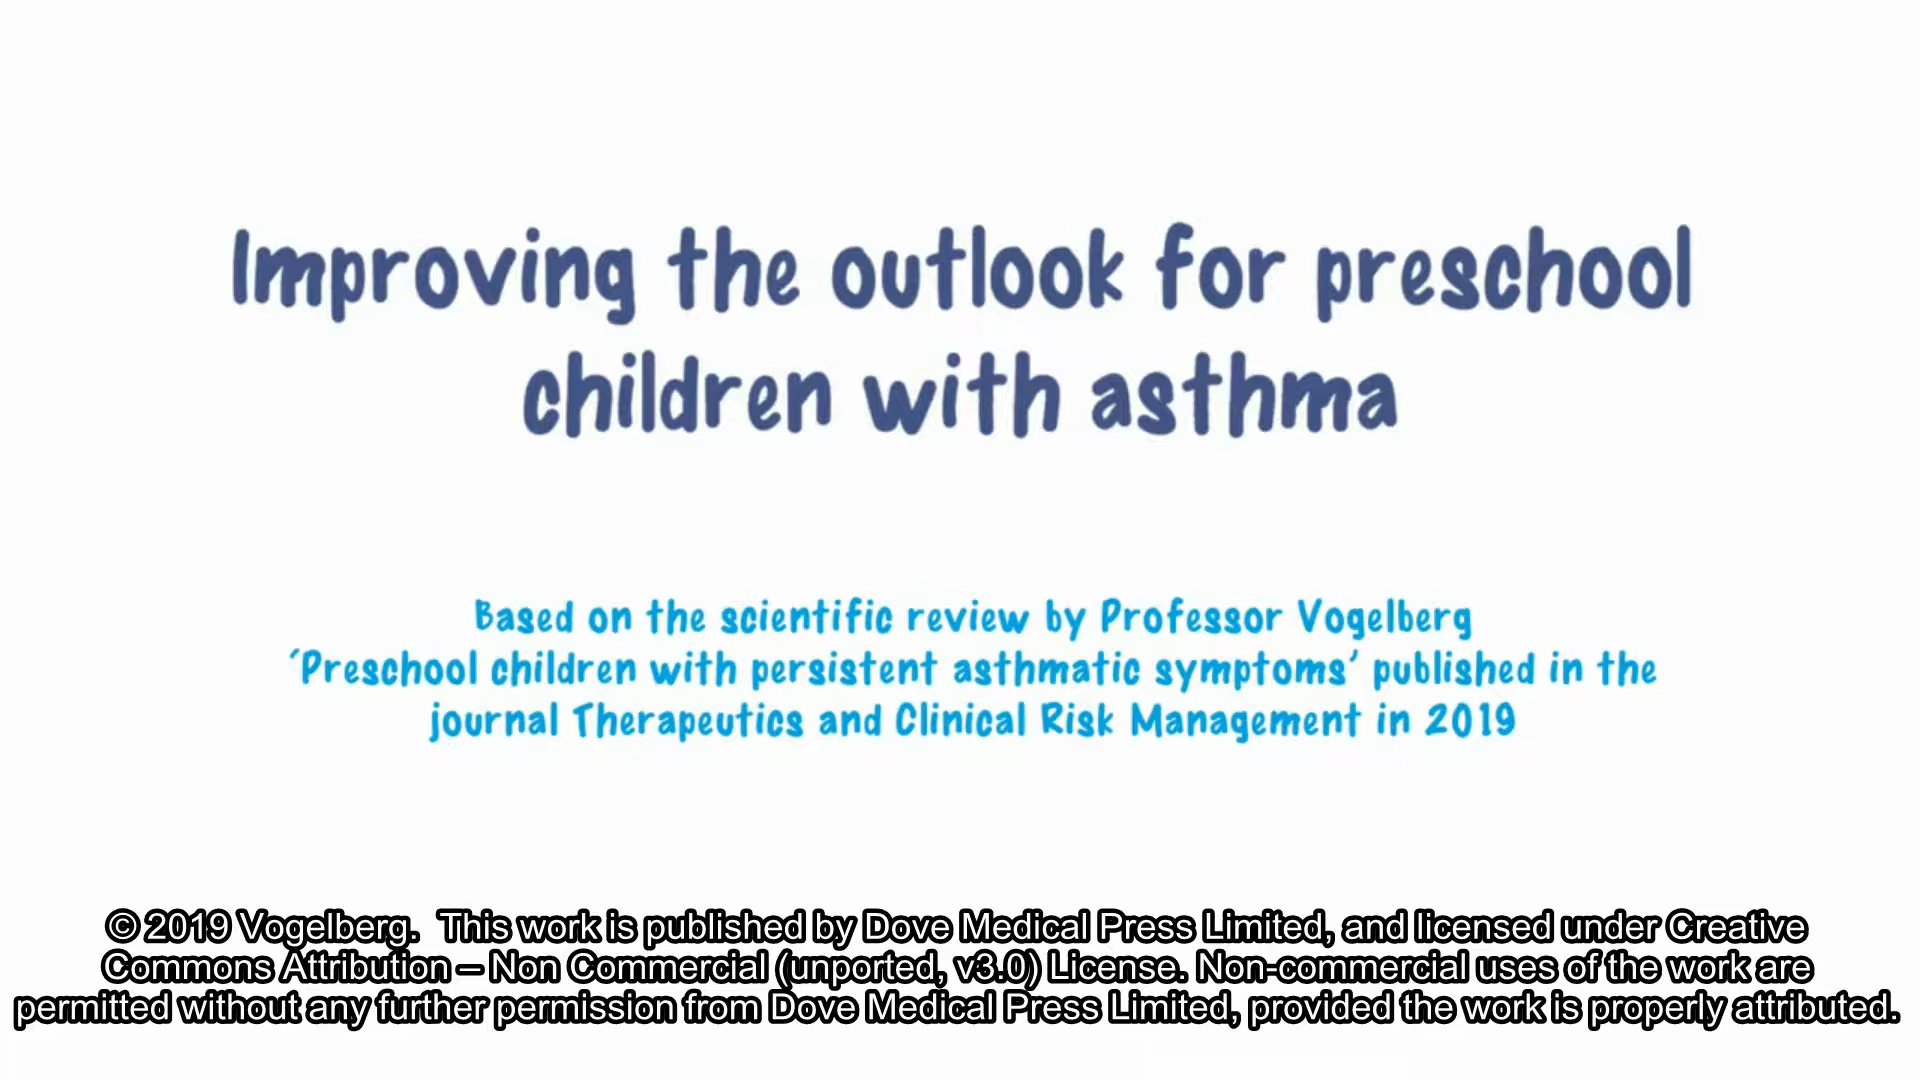 Improving the outlook for preschool
children with asthma
Based on the scientific review by Professor Vogelberg
‘Preschool children with persistent asthmatic symptoms’ published in the
journal Therapeutics and Clinical Risk Management in 2019
© 2019 Vogelberg.  This work is published by Dove Medical Press Limited, and licensed under Creative
Commons Attribution – Non Commercial (unported, v3.0) License. Non-commercial uses of the work are
permitted without any further permission from Dove Medical Press Limited, provided the work is properly attributed.